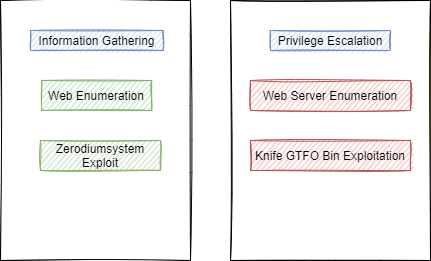 Information Gathering
Web Enumeration
Zerodiumsystem
Exploit
Privilege Escalation
Web Server Enumeration
Knife GTFO Bin Exploitation